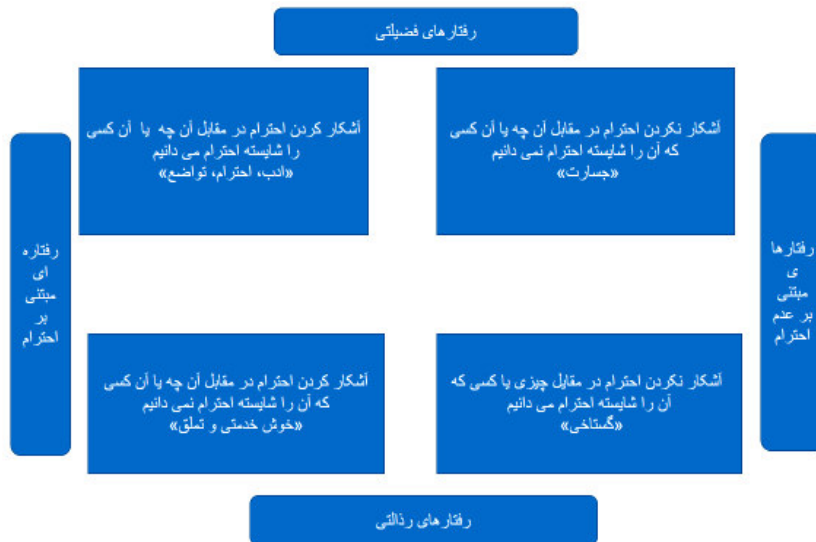 رفتارهای فضیلتی
آشکار نکردن احترام در مقابل آن چه یا آن کسی
که آن را شایسته احترام نمی دانیم
«جسارت»
آشکار کردن احترام در مقابل آن چه یا آن کسی
را شایسته احترام می دانیم
«ادب، احترام، تواضع»
رفتارها
ی
مبتنی
بر عدم
احترام
رفتاره
ای
مبتنی
بر
احترام
آشکار نکردن احترام در مقایل چیزی یا کسی که
آن را شایسته احترام می دانیم
«گستاخی»
آشکار کردن احترام در مقابل آن چه یا آن کسی
که آن را شایسته احترام نمی دانیم
«خوش خدمتی و تملق»
رفتارهای رذالتی